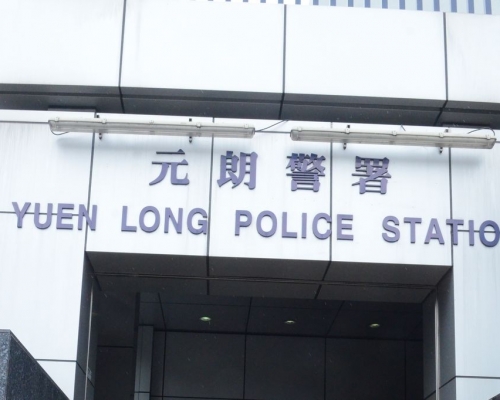 元朗警署
YUEN LONG POLICE STATIO